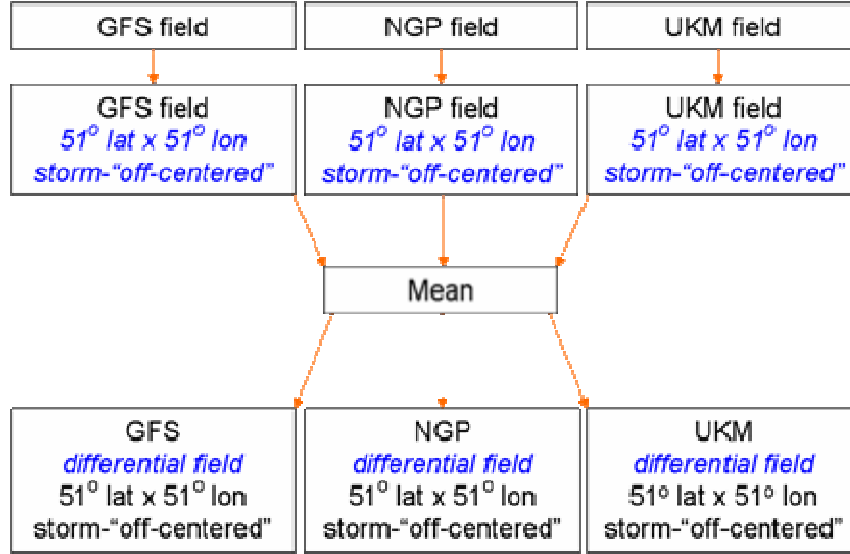 GFS field
NGP field
UKM field
GFS field
51° lat x 51° lon
storm-“off-centered”
NGP field
51° lat x 51° lon
storm-“off-centered”
UKM field
51° lat x 51° lon
storm-“off-centered”
Mean
GFS
differential field
51° lat x 51° lon
storm-“off-centered”
NGP
differential field
51° lat x 51° lon
storm-“off-centered”
UKM
differential field
51° lat x 51° lon
storm-“off-centered”